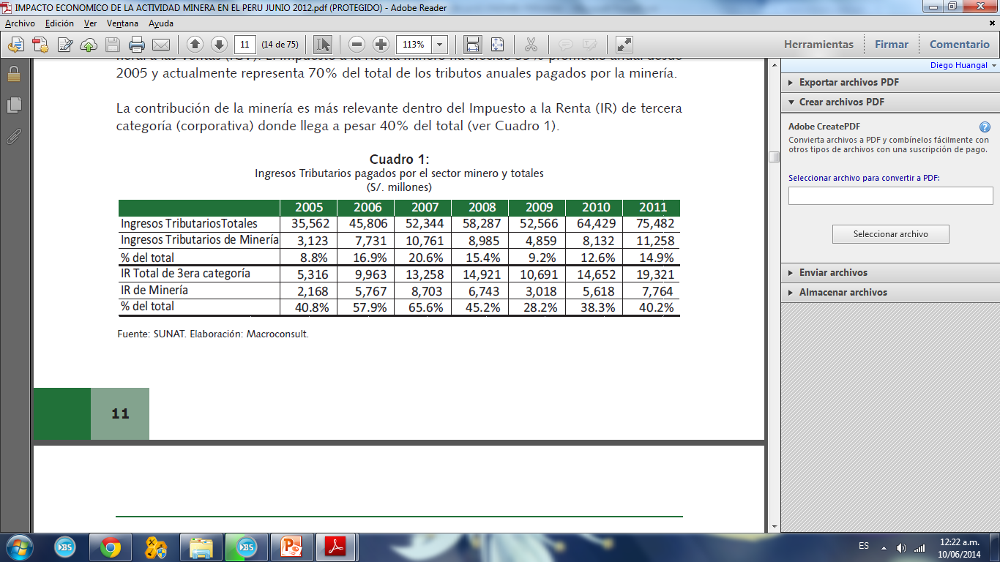 IMPACTO ECONOMICO DE LA ACTIVIDAD MINERA EN EL PERU JUNIO 2012.pdf (PROTEGIDO) - Adobe Reader
Archivo Edición Ver Ventana Ayuda
11 (14 de 75) 113% Herramientas Firmar Comentario
Diego Huangal
2005 y actualmente representa 70% del total de los tributos anuales pagados por la minería.
La contribución de la minería es más relevante dentro del Impuesto a la Renta (IR) de tercera
categoría (corporativa) donde llega a pesar 40% del total (ver Cuadro 1).
Cuadro 1:
Ingresos Tributarios pagados por el sector minero y totales
(S/. millones)
2005 2006 2007 2008 2009 2010 2011
Ingresos TributariosTotales 35,562 45,806 52,344 58,287 52,566 64,429 75,482
Ingresos Tributarios de Minería 3,123 7,731 10,761 8,985 4,859 8,132 11,258
% del total 8.8% 16.9% 20.6% 15.4% 9.2% 12.6% 14.9%
IR Total de 3era categoría 5,316 9,963 13,258 14,921 10,691 14,652 19,321
IR de Minería 2,168 5,767 8,703 6,743 3,018 5,618 7,764
% del total 40.8% 57.9% 65.6% 45.2% 28.2% 38.3% 40.2%
Fuente: SUNAT. Elaboración: Macroconsult.
11
Exportar archivos PDF
Crear archivos PDF
Adobe CreatePDF
Convierta archivos a PDF y combínelos fácilmente con
otros tipos de archivos con una suscripción de pago.
Seleccionar archivo para convertir a PDF:
Seleccionar archivo
Enviar archivos
Almacenar archivos
ES
12:22 a.m.
10/06/2014